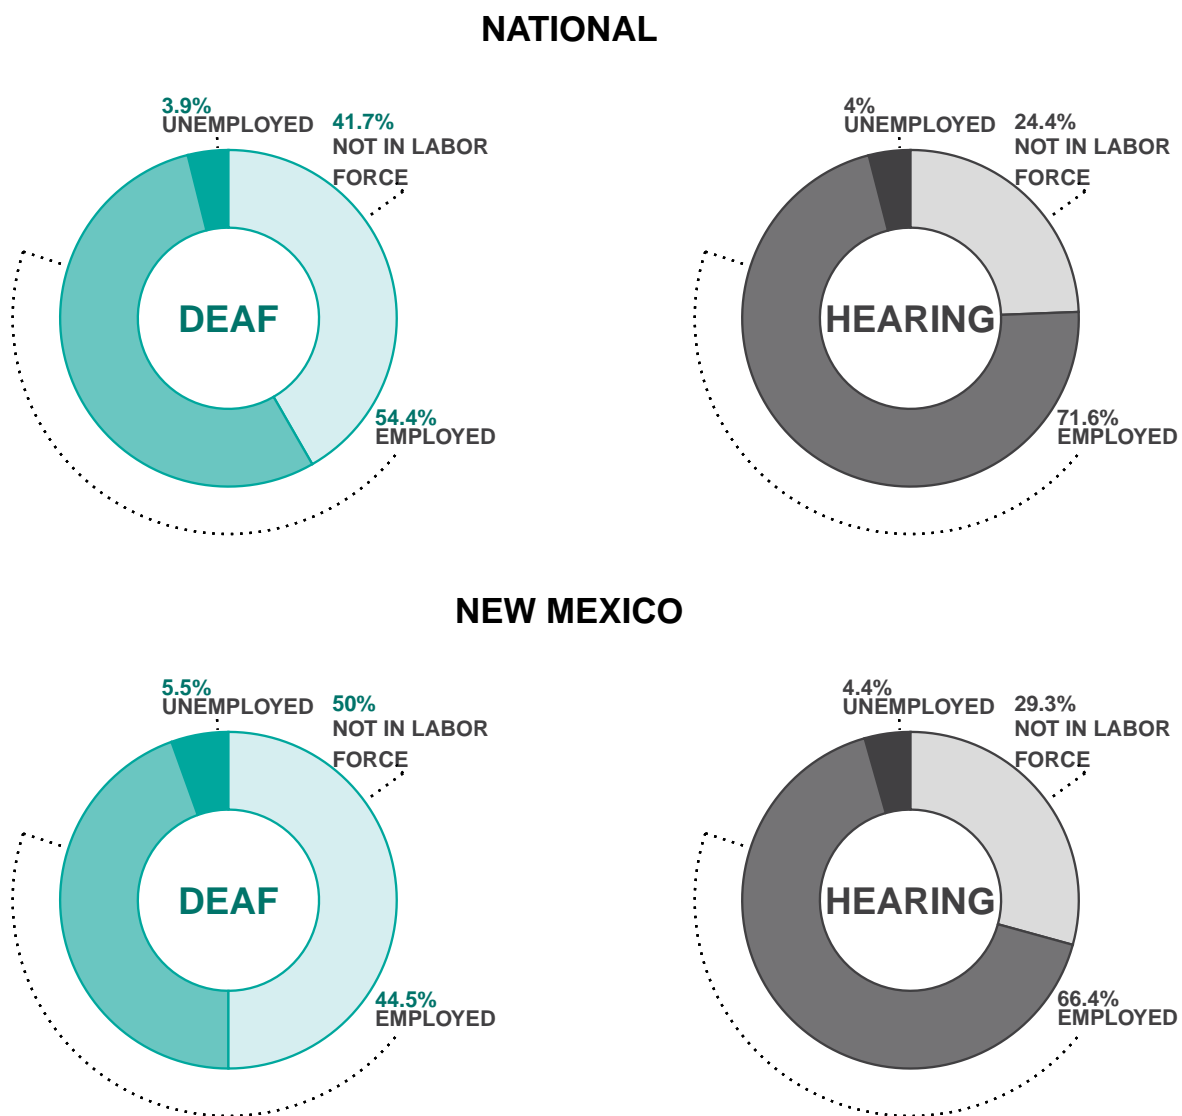 NATIONAL
3.9%
UNEMPLOYED
41.7%
NOT IN LABOR
FORCE
DEAF
54.4%
EMPLOYED
4%
UNEMPLOYED
24.4%
NOT IN LABOR
FORCE
HEARING
71.6%
EMPLOYED
NEW MEXICO
5.5%
UNEMPLOYED
50%
NOT IN LABOR
FORCE
DEAF
44.5%
EMPLOYED
4.4%
UNEMPLOYED
29.3%
NOT IN LABOR
FORCE
HEARING
66.4%
EMPLOYED